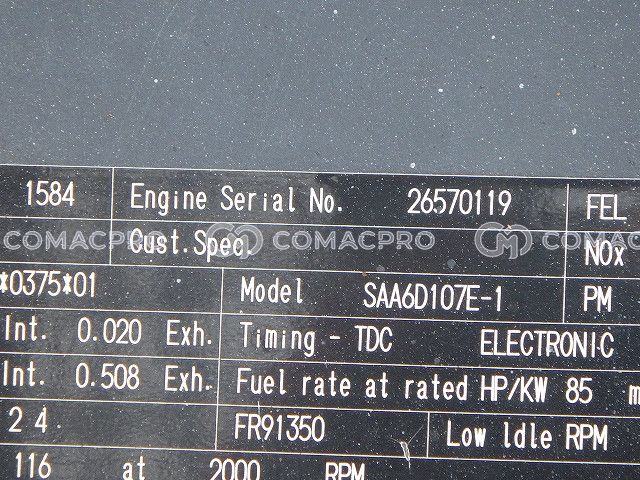 1584 Engine Serial No. 26570119 FEL
Cust.Spec. NOx
COMACPRO COMACPRO COMACPRO
*0375*01 Model SAA6D107E-1 PM
Int. 0.020 Exh. Timing - TDC ELECTRONIC
Int. 0.508 Exh. Fuel rate at rated HP/KW 85 m
2 4 FR91350 Low Idle RPM
116 at 2000 RPM